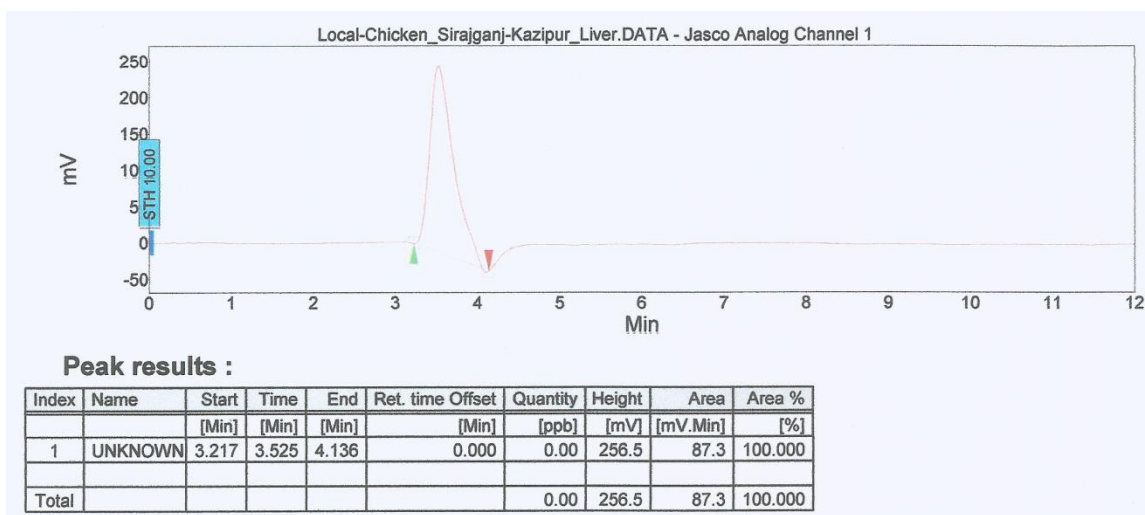 Local-Chicken_Sirajganj-Kazipur_Liver.DATA - Jasco Analog Channel 1
250
200
150
10
5
0
-50
mV
STH 10.00
0 1 2 3 4 5 6 7 8 9 10 11 12
Min
Peak results :
Index Name Start Time End Ret. time Offset Quantity Height Area Area %
[Min] [Min] [Min] [Min] [ppb] [mV] [mV.Min] [%]
1 UNKNOWN 3.217 3.525 4.136 0.000 0.00 256.5 87.3 100.000
Total 0.00 256.5 87.3 100.000